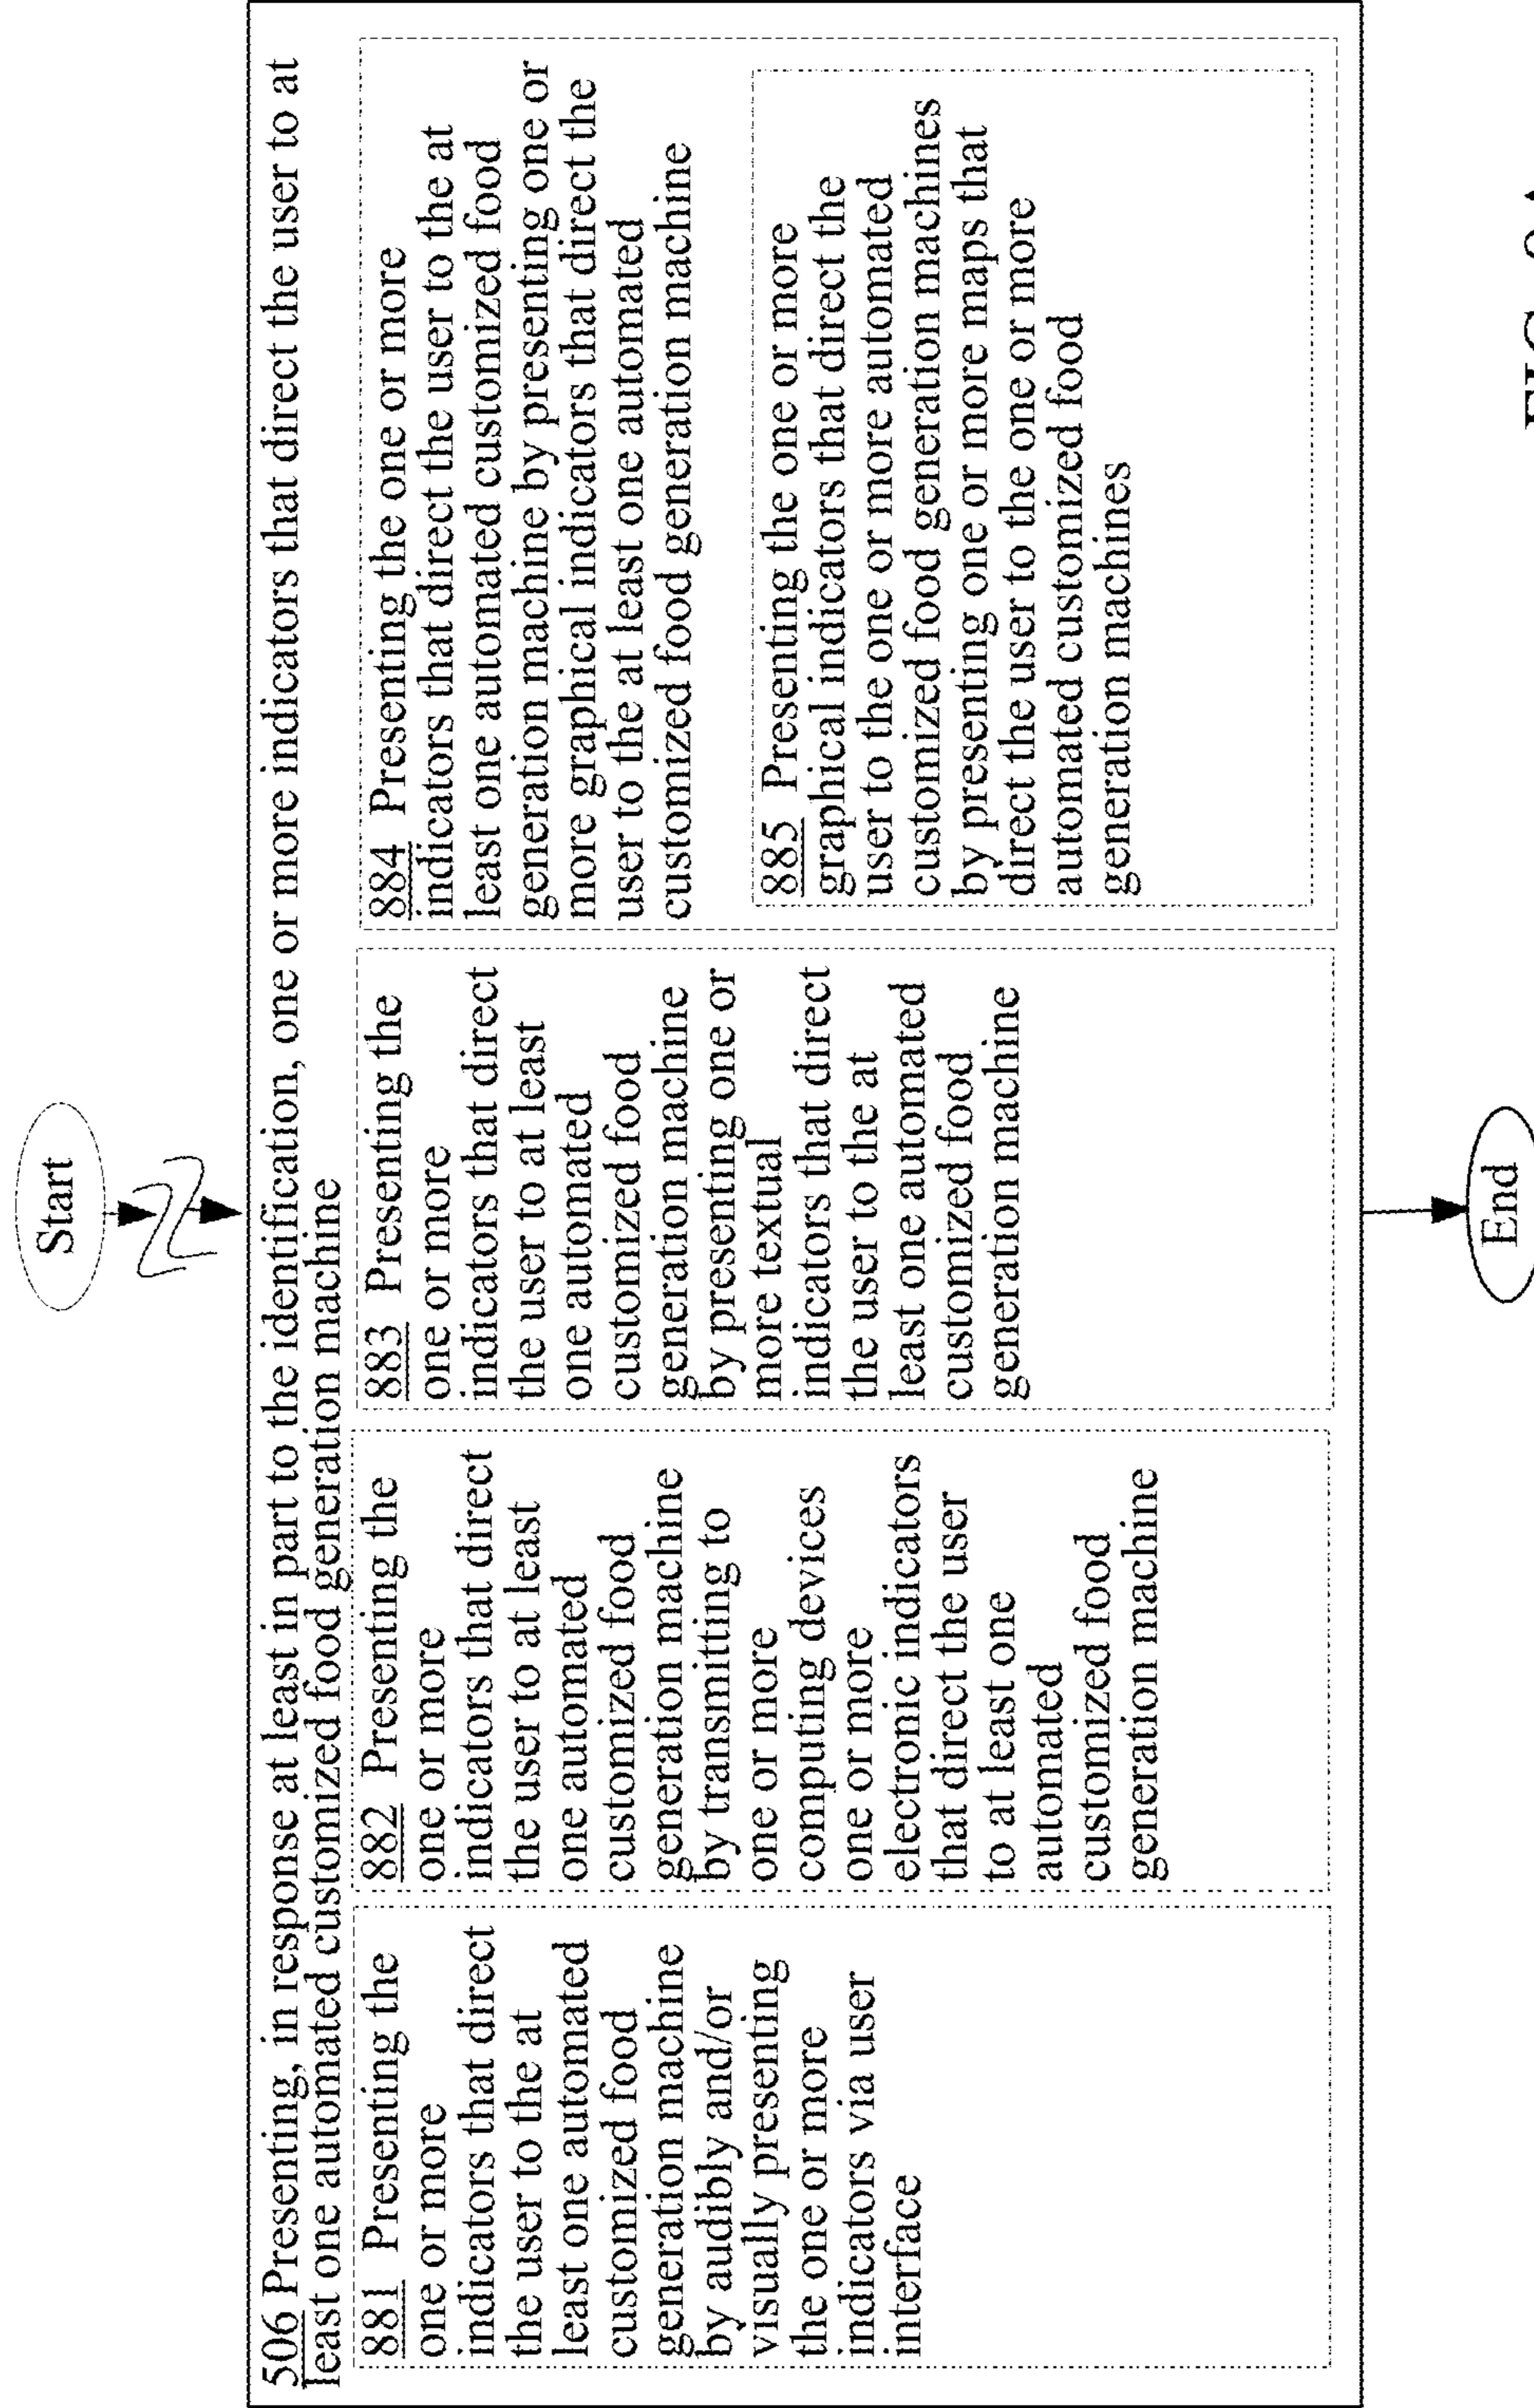 Start
506 Presenting, in response at least in part to the identification, one or more indicators that direct the user to at
least one automated customized food generation machine
881 Presenting the
one or more
indicators that direct
the user to the at
least one automated
customized food
generation machine
by audibly and/or
visually presenting
the one or more
indicators via user
interface
882 Presenting the
one or more
indicators that direct
the user to at least
one automated
customized food
generation machine
by transmitting to
one or more
computing devices
one or more
electronic indicators
that direct the user
to at least one
automated
customized food
generation machine
883 Presenting the
one or more
indicators that direct
the user to at least
one automated
customized food
generation machine
by presenting one or
more textual
indicators that direct
the user to the at
least one automated
customized food
generation machine
884 Presenting the one or more
indicators that direct the user to the at
least one automated customized food
generation machine by presenting one or
more graphical indicators that direct the
user to the at least one automated
customized food generation machine
885 Presenting the one or more
graphical indicators that direct the
user to the one or more automated
customized food generation machines
by presenting one or more maps that
direct the user to the one or more
automated customized food
generation machines
End